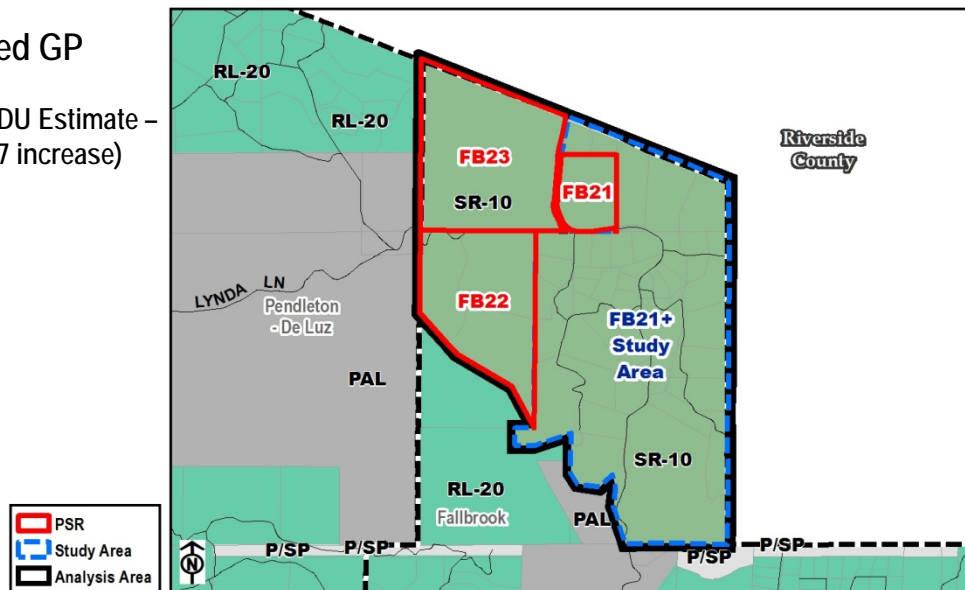 ed GP
DU Estimate –
7 increase)
RL-20
RL-20
Riverside
County
FB23
FB21
SR-10
LYNDA LN
Pendleton
- De Luz
FB22
FB21+
Study
Area
PAL
SR-10
RL-20
Fallbrook
PAL
P/SP
P/SP
P/SP
P/SP
PSR
Study Area
Analysis Area
N